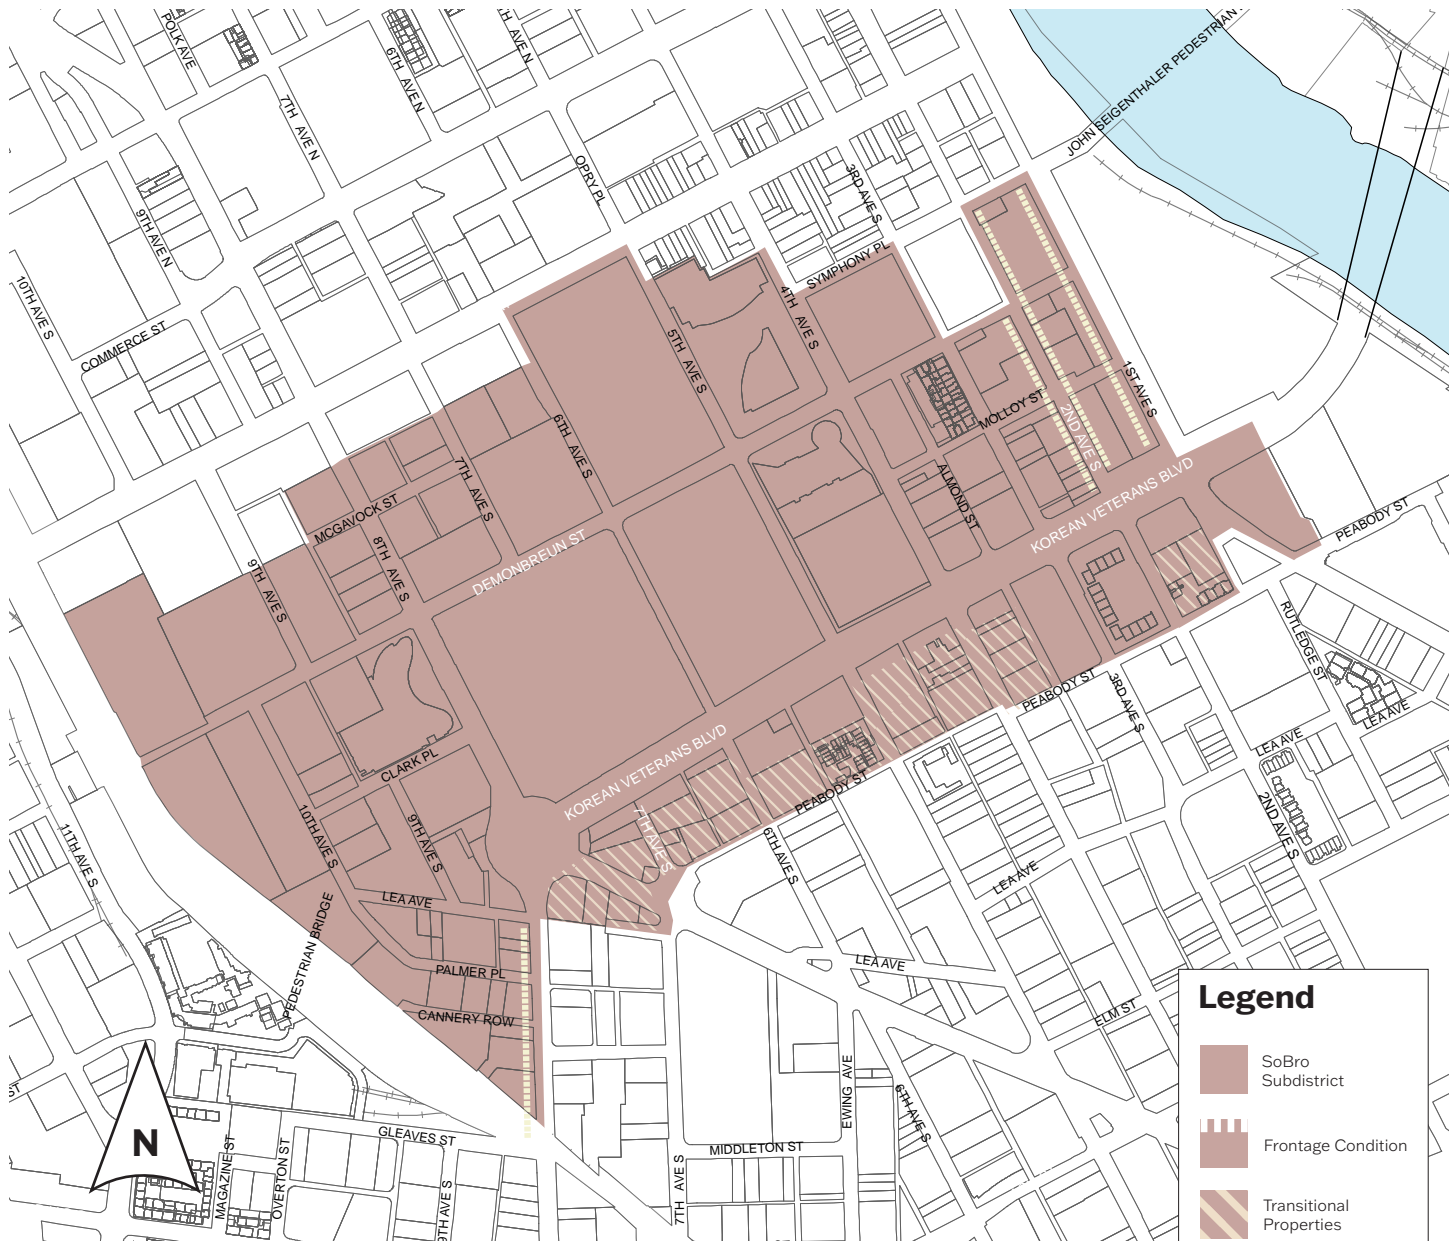 POLK AVE
6TH AVE N
7TH AVE N
OPRY PL
9TH AVE N
3RD AVE S
JOHN SEIGENTHALER PEDESTRIAN
10TH AVE S
COMMERCE ST
SYMPHONY PL
4TH AVE S
5TH AVE S
1ST AVE S
6TH AVE S
MOLLOY ST
2ND AVE S
7TH AVE S
MCGAVOCK ST
8TH AVE S
ALMOND ST
KOREAN VETERANS BLVD
PEABODY ST
DEMONBREUN ST
9TH AVE S
RUTLEDGE ST
PEABODY ST
3RD AVE S
LEA AVE
LEA AVE
CLARK PL
KOREAN VETERANS BLVD
PEABODY ST
10TH AVE S
9TH AVE S
7TH AVE S
6TH AVE S
2ND AVE S
11TH AVE S
LEA AVE
LEA AVE
PEDESTRIAN BRIDGE
PALMER PL
LEA AVE
CANNERY ROW
ELM ST
EWING AVE
6TH AVE S
GLEAVES ST
MIDDLETON ST
MAGAZINE ST
OVERTON ST
9TH AVE S
7TH AVE S
N
Legend
SoBro
Subdistrict
Frontage Condition
Transitional
Properties